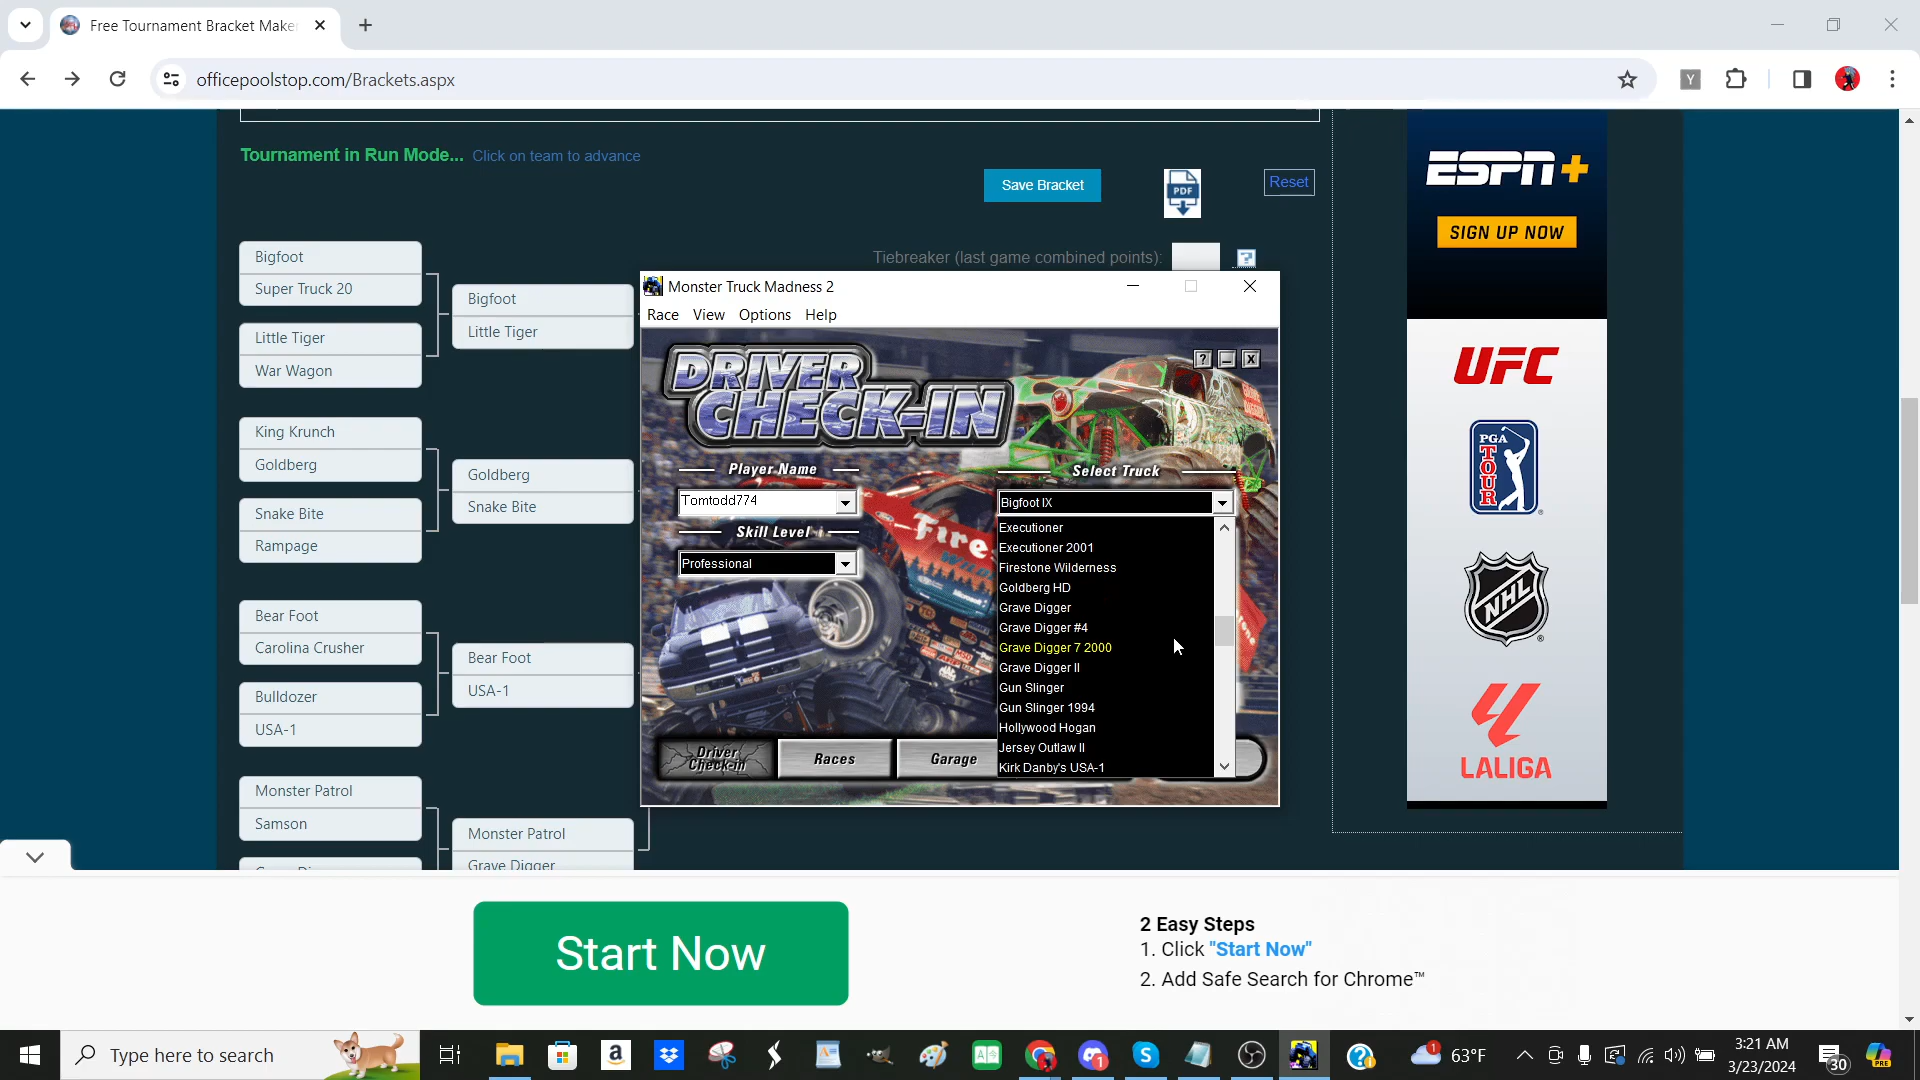 Free Tournament Bracket Make
officepoolstop.com/Brackets.aspx
Y
Tournament in Run Mode... Click on team to advance
Save Bracket
PDF
Reset
Tiebreaker (last game combined points):
?
Bigfoot
Super Truck 20
Little Tiger
War Wagon
King Krunch
Goldberg
Snake Bite
Rampage
Bear Foot
Carolina Crusher
Bulldozer
USA-1
Monster Patrol
Samson
Bigfoot
Little Tiger
Goldberg
Snake Bite
Bear Foot
USA-1
Monster Patrol
Grave Digger
Monster Truck Madness 2
Race View Options Help
DRIVER
CHECK-IN
? X
Player Name
Tomtodd774
Skill Level
Professional
Select Truck
Bigfoot IX
Executioner
Executioner 2001
Firestone Wilderness
Goldberg HD
Grave Digger
Grave Digger #4
Grave Digger 7 2000
Grave Digger II
Gun Slinger
Gun Slinger 1994
Hollywood Hogan
Jersey Outlaw II
Kirk Danby's USA-1
Fires
Driver
Check-in
Races
Garage
ESPN+
SIGN UP NOW
UFC
PGA
TOUR
NHL
LALIGA
Start Now
2 Easy Steps
1. Click "Start Now"
2. Add Safe Search for Chrome™
Type here to search
63°F
3:21 AM
3/23/2024
30
PRE